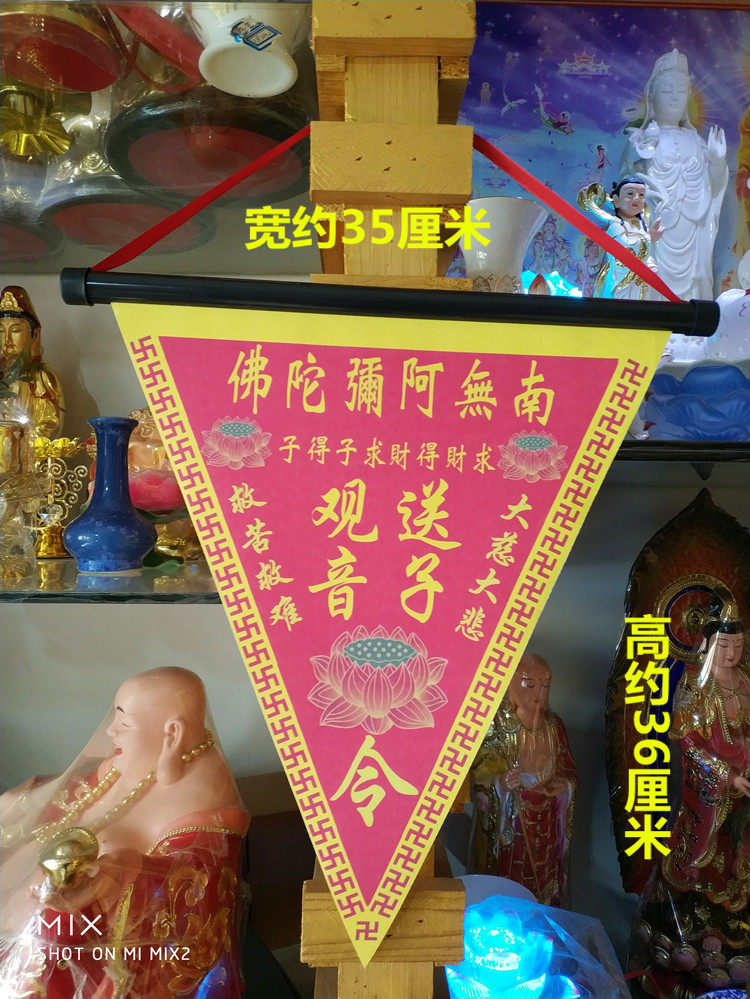 宽约35厘米
南無阿彌陀佛
求財得財求子得子
大慈大悲
送子
观音
救苦救难
令
高约36厘米
MIX
SHOT ON MI MIX2